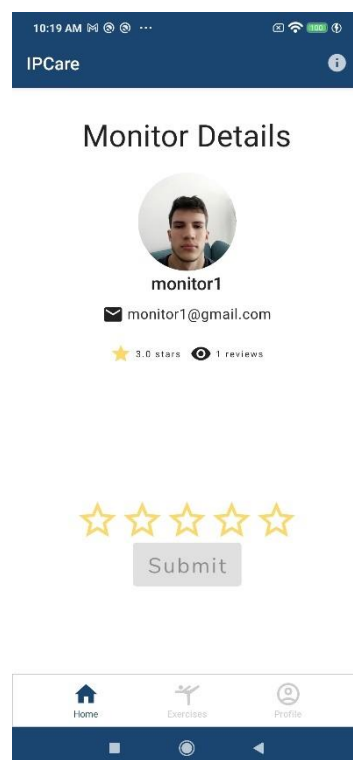 10:19 AM ...
100
IPCare
Monitor Details
monitor1
monitor1@gmail.com
3.0 stars 1 reviews
Submit
Home Exercises Profile